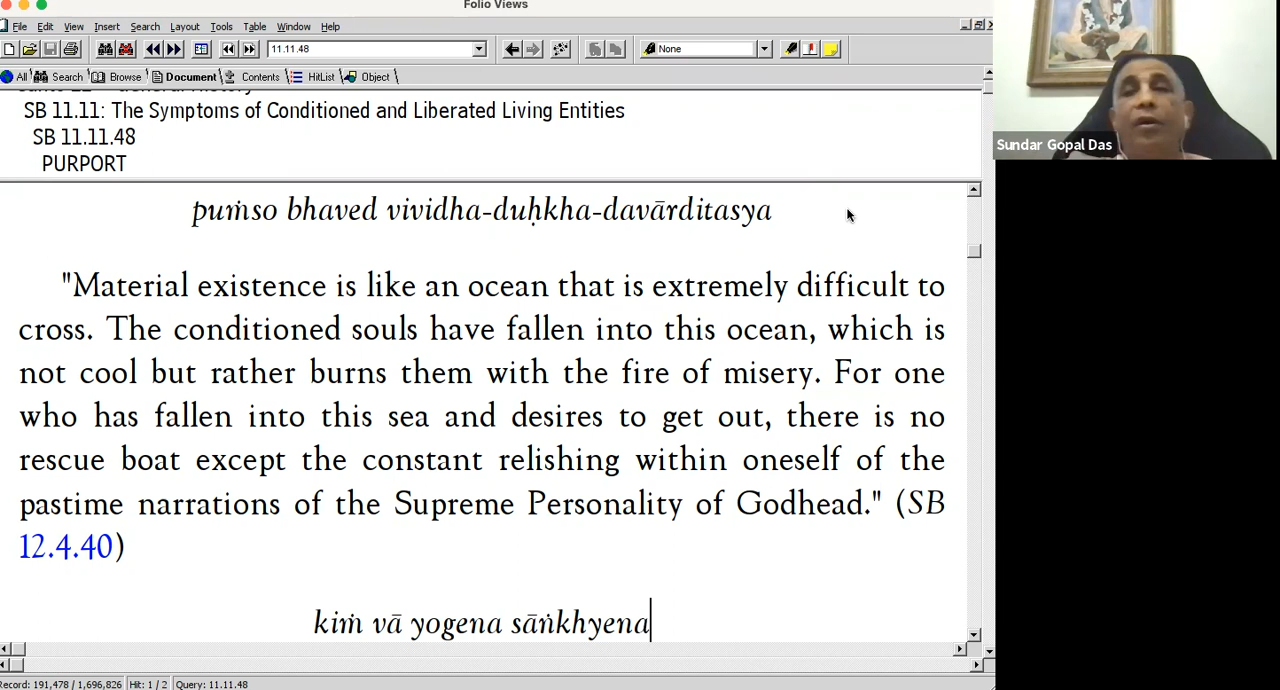 Folio Views
File Edit View Insert Search Layout Tools Table Window Help
11.11.48
None
All Search Browse Document Contents HitList Object
SB 11.11: The Symptoms of Conditioned and Liberated Living Entities
SB 11.11.48
PURPORT
puṁso bhaved vividha-duḥkha-davārditasya
"Material existence is like an ocean that is extremely difficult to
cross. The conditioned souls have fallen into this ocean, which is
not cool but rather burns them with the fire of misery. For one
who has fallen into this sea and desires to get out, there is no
rescue boat except the constant relishing within oneself of the
pastime narrations of the Supreme Personality of Godhead." (SB
12.4.40)
kiṁ vā yogena sāṅkhyena
Record: 191,478 / 1,696,826 Hit: 1 / 2 Query: 11.11.48
Sundar Gopal Das